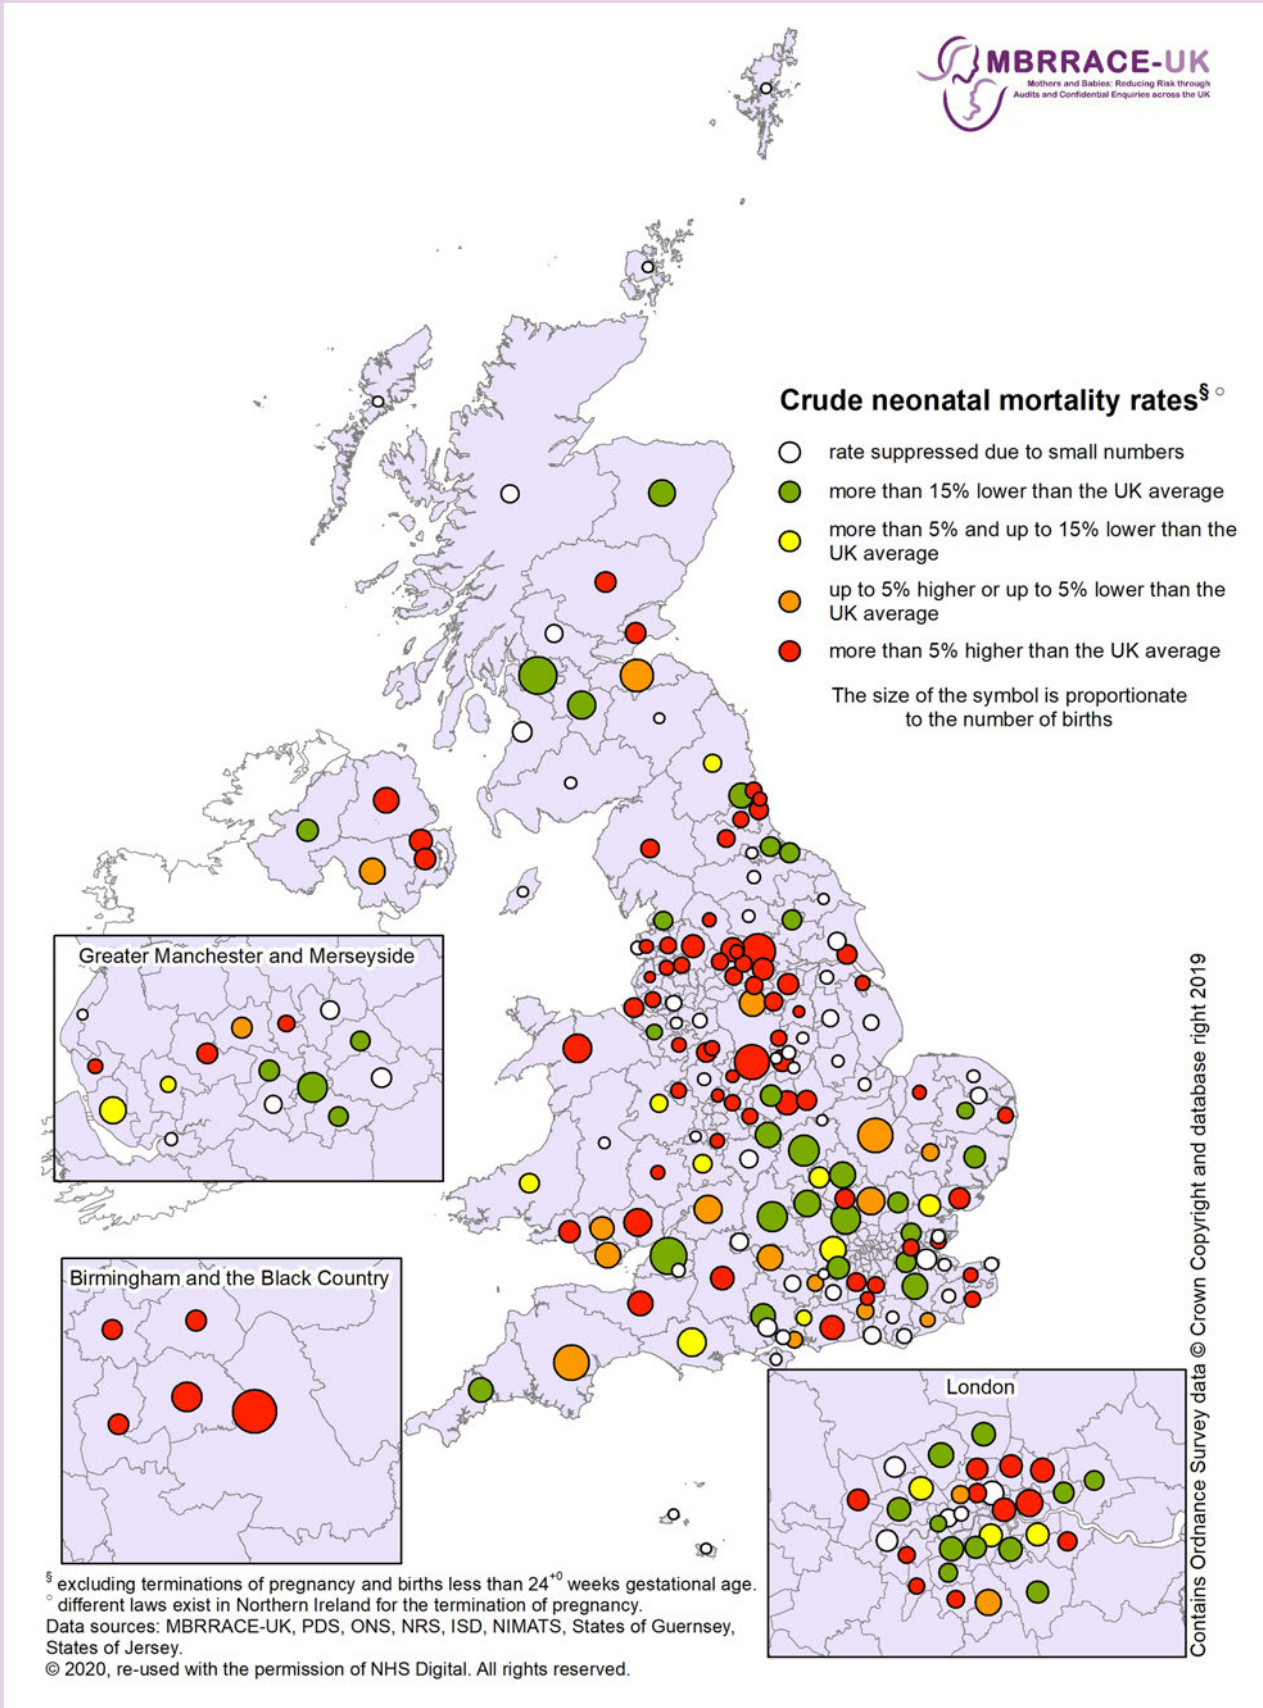 MBRRACE-UK
Mothers and Babies: Reducing Risk through
Audits and Confidential Enquiries across the UK
Crude neonatal mortality rates§ ○
rate suppressed due to small numbers
more than 15% lower than the UK average
more than 5% and up to 15% lower than the
UK average
up to 5% higher or up to 5% lower than the
UK average
more than 5% higher than the UK average
The size of the symbol is proportionate
to the number of births
Greater Manchester and Merseyside
Birmingham and the Black Country
London
Contains Ordnance Survey data © Crown Copyright and database right 2019
§ excluding terminations of pregnancy and births less than 24⁺⁰ weeks gestational age.
○ different laws exist in Northern Ireland for the termination of pregnancy.
Data sources: MBRRACE-UK, PDS, ONS, NRS, ISD, NIMATS, States of Guernsey,
States of Jersey.
© 2020, re-used with the permission of NHS Digital. All rights reserved.